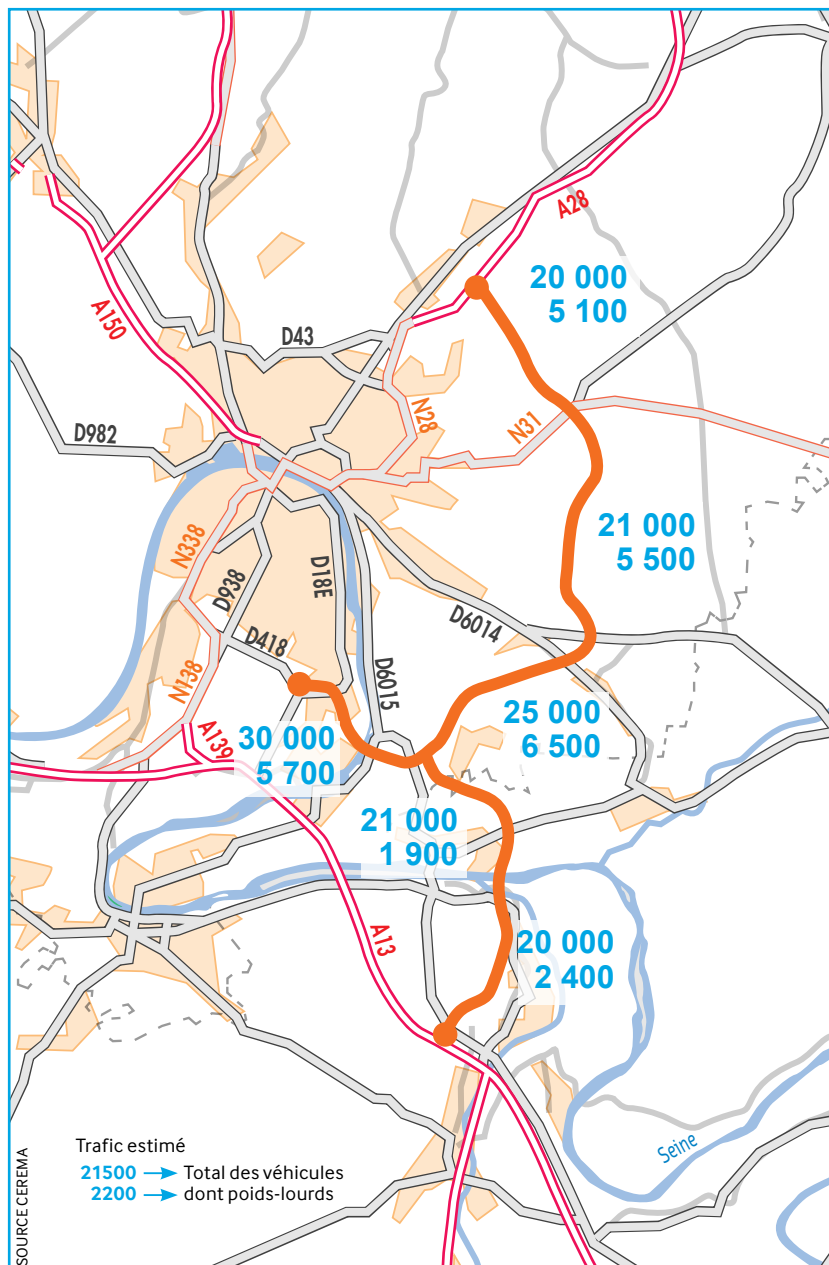 A28
20 000
5 100
A150
D43
N28
N31
D982
21 000
5 500
N338
D938
D18E
D6014
D418
N138
D6015
A139
30 000
5 700
25 000
6 500
21 000
1 900
A13
20 000
2 400
Seine
Trafic estimé
21500 Total des véhicules
2200 dont poids-lourds
SOURCE CEREMA